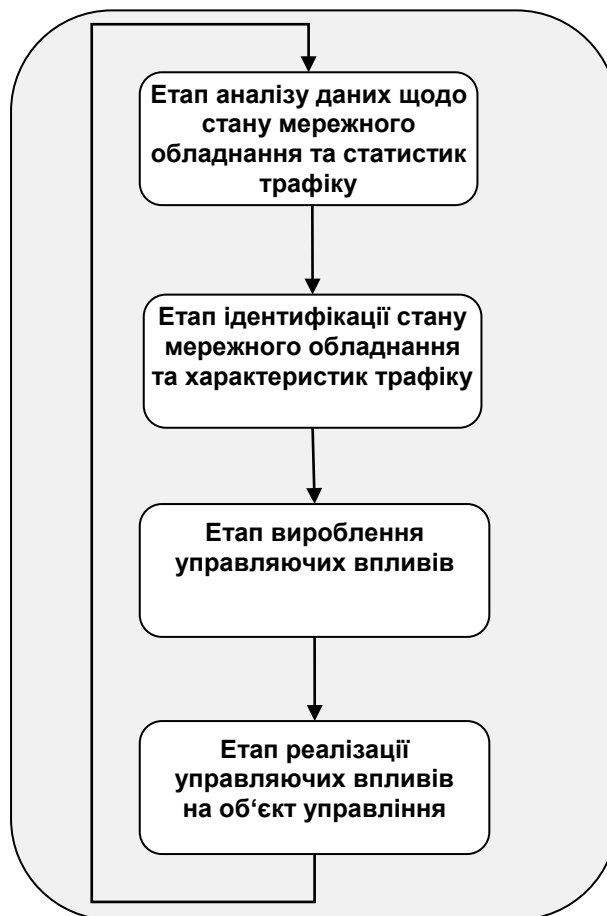 Етап аналізу даних щодо
стану мережного
обладнання та статистик
трафіку
Етап ідентифікації стану
мережного обладнання
та характеристик трафіку
Етап вироблення
управляючих впливів
Етап реалізації
управляючих впливів
на об‘єкт управління